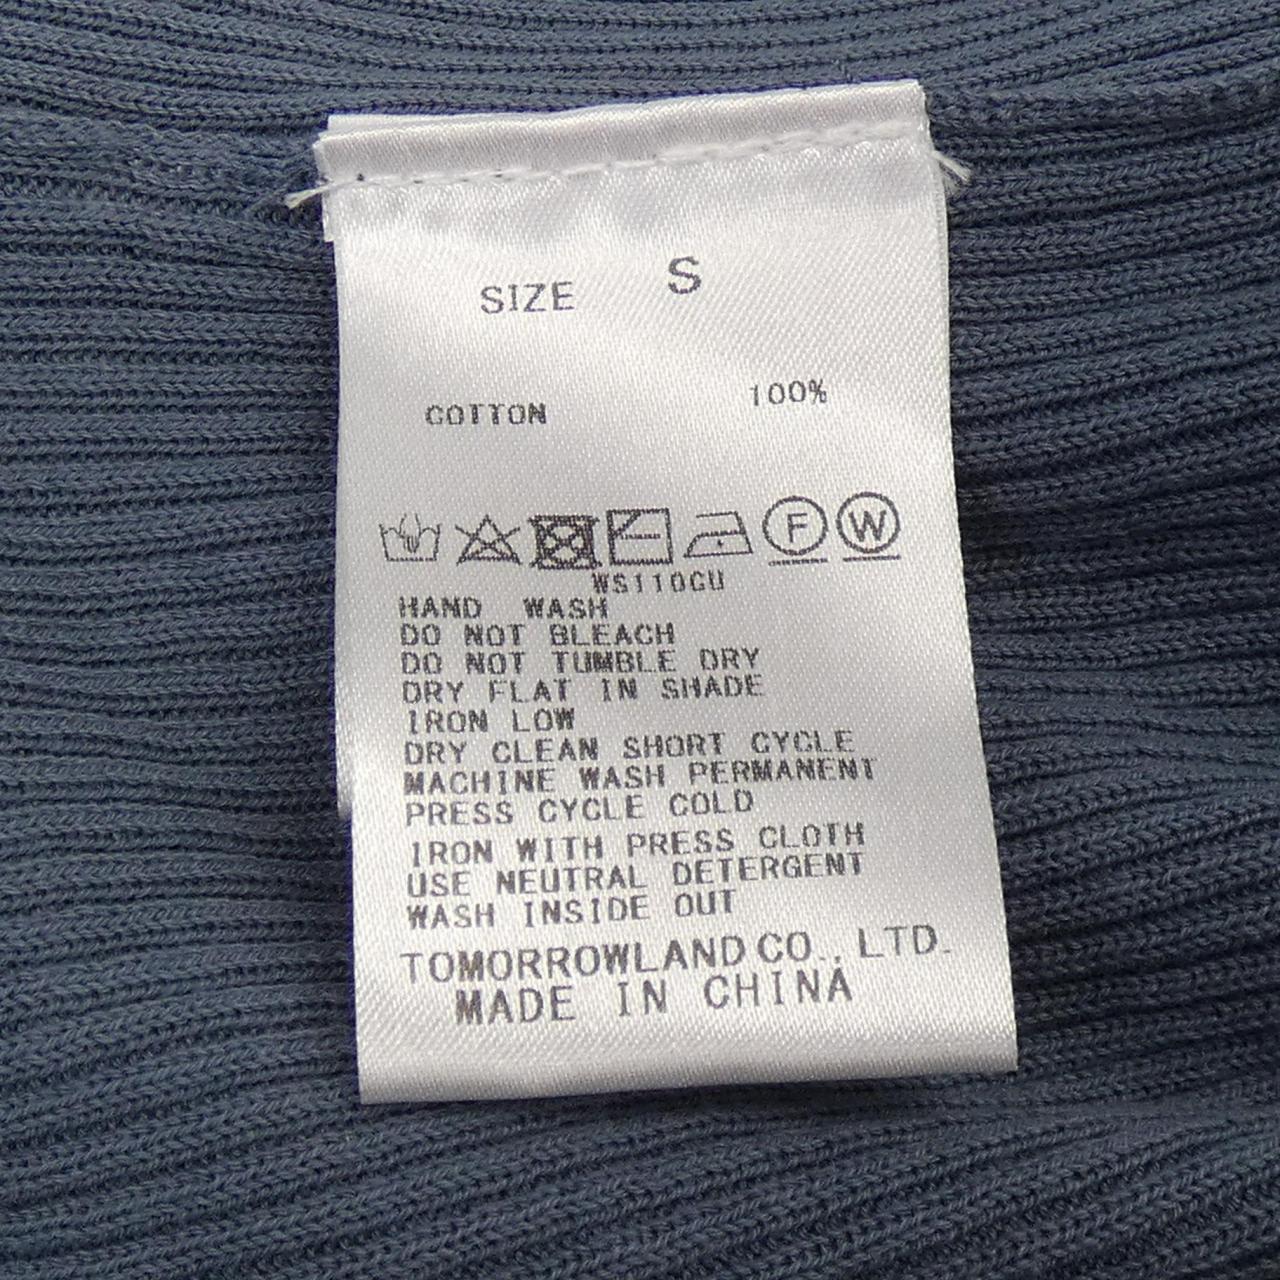 SIZE S
COTTON 100%
F W
WS110GU
HAND WASH
DO NOT BLEACH
DO NOT TUMBLE DRY
DRY FLAT IN SHADE
IRON LOW
DRY CLEAN SHORT CYCLE
MACHINE WASH PERMANENT
PRESS CYCLE COLD
IRON WITH PRESS CLOTH
USE NEUTRAL DETERGENT
WASH INSIDE OUT
TOMORROWLAND CO., LTD.
MADE IN CHINA